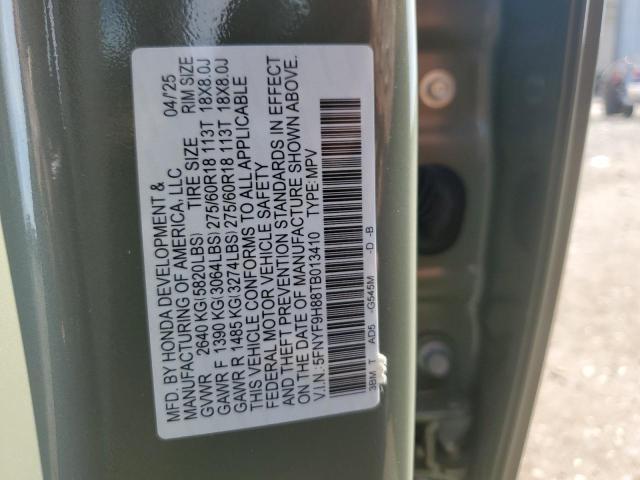 MFD. BY HONDA DEVELOPMENT & 04/25
MANUFACTURING OF AMERICA, LLC TIRE SIZE RIM SIZE
GVWR 2640 KG(5820LBS)
GAWR F 1390 KG(3064LBS) 275/60R18 113T 18X8.0J
GAWR R 1485 KG(3274LBS) 275/60R18 113T 18X8.0J
THIS VEHICLE CONFORMS TO ALL APPLICABLE
FEDERAL MOTOR VEHICLE SAFETY
AND THEFT PREVENTION STANDARDS IN EFFECT
ON THE DATE OF MANUFACTURE SHOWN ABOVE.
V.I.N.: 5FNYF9H88TB013410 TYPE: MPV
3BM T AD5 -G545M -D -B